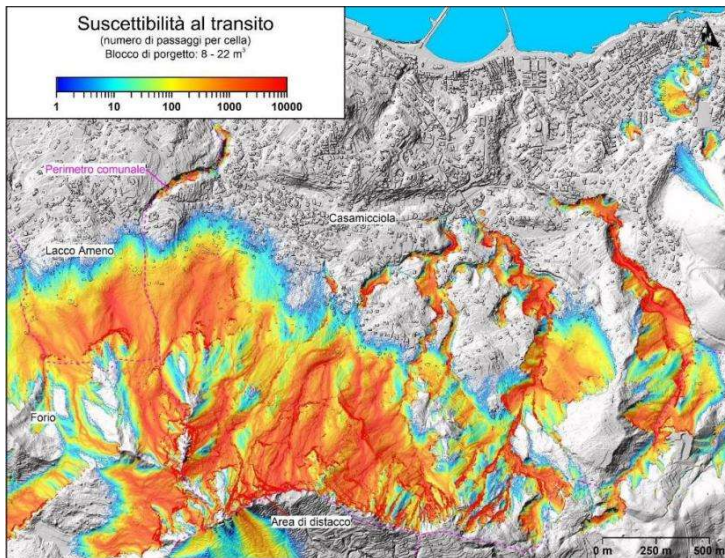 Suscettibilità al transito
(numero di passaggi per cella)
Blocco di porgetto: 8 - 22 m³
1 10 100 1000 10000
Perimetro comunale
Casamicciola
Lacco Ameno
Forio
Area di distacco
0 m 250 m 500 m